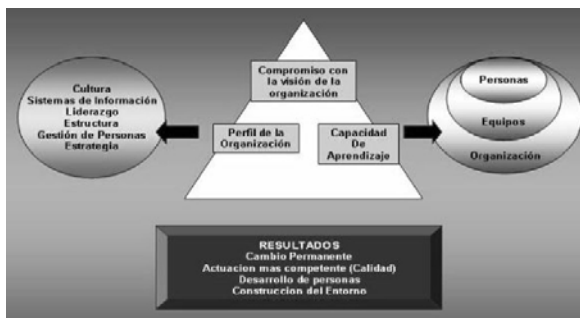 Cultura
Sistemas de Información
Liderazgo
Estructura
Gestión de Personas
Estrategia
Compromiso con
la visión de la
organización
Perfil de la
Organización
Capacidad
De
Aprendizaje
Personas
Equipos
Organización
RESULTADOS
Cambio Permanente
Actuacion mas competente (Calidad)
Desarrollo de personas
Construccion del Entorno